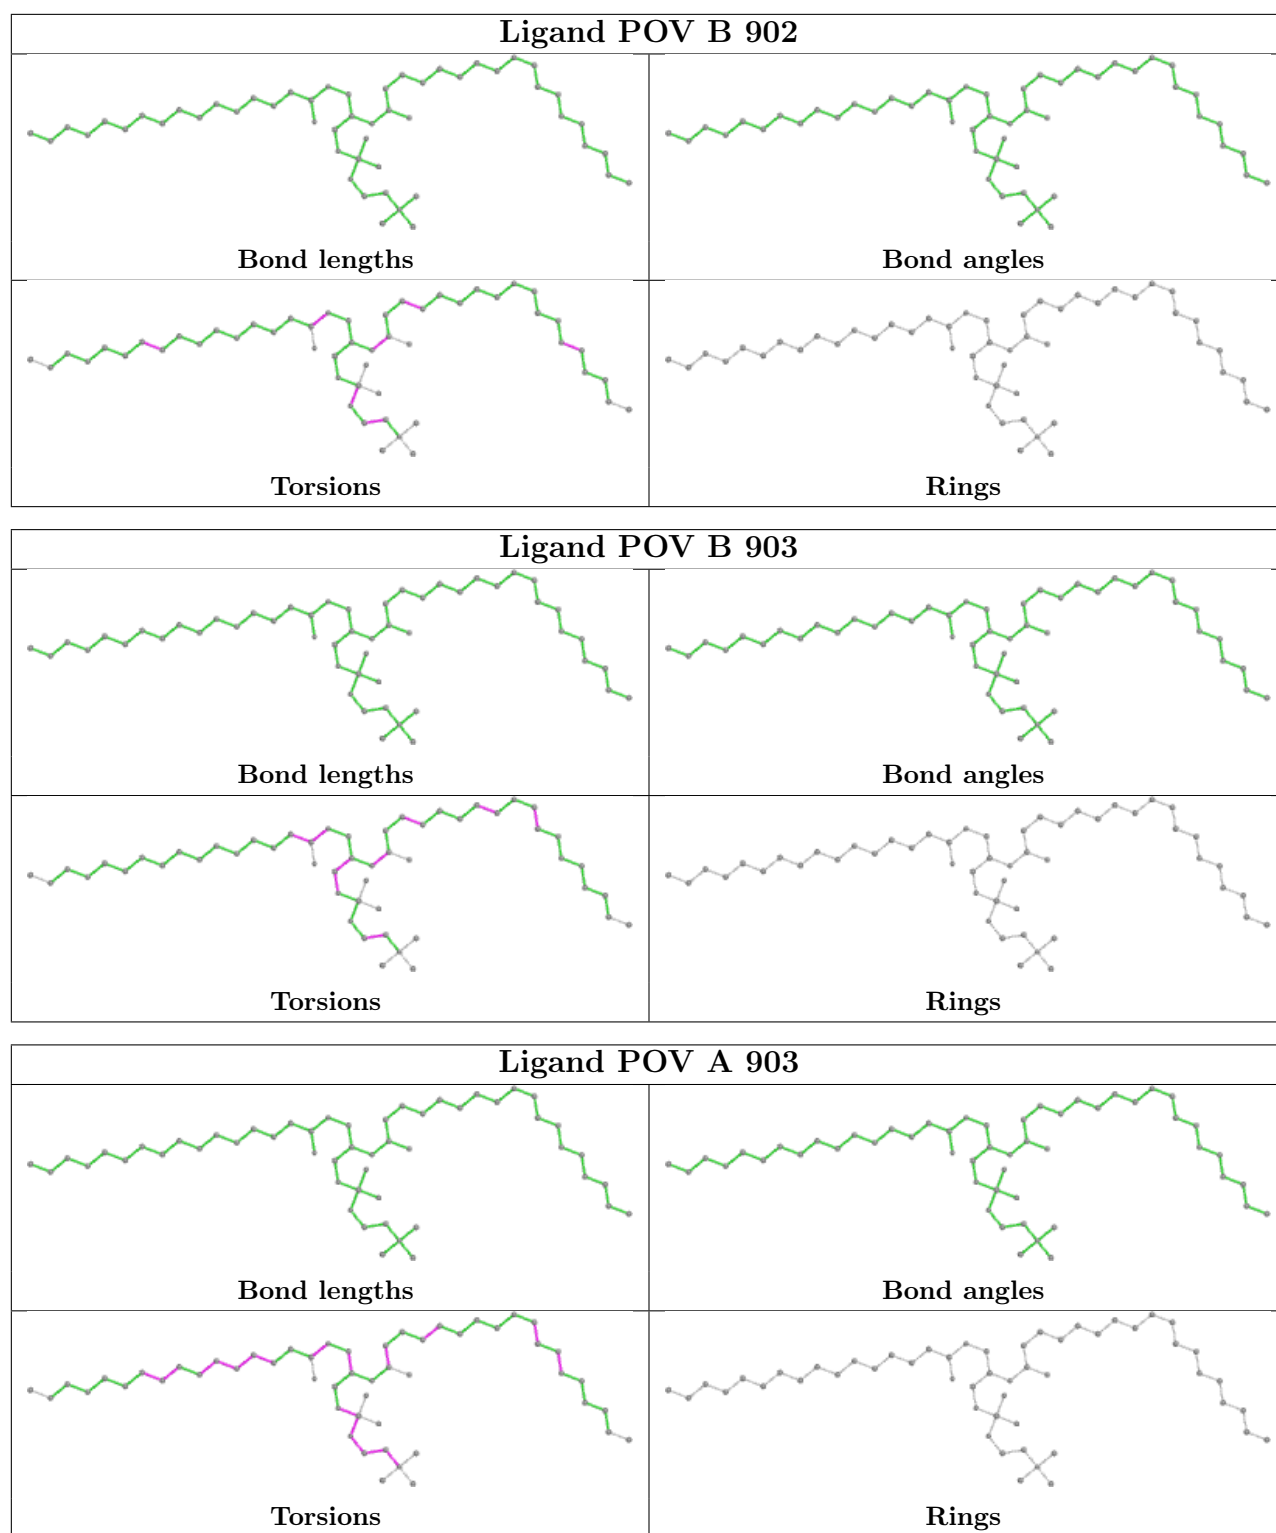 Ligand POV B 902
Bond lengths
Bond angles
Torsions
Rings
Ligand POV B 903
Bond lengths
Bond angles
Torsions
Rings
Ligand POV A 903
Bond lengths
Bond angles
Torsions
Rings